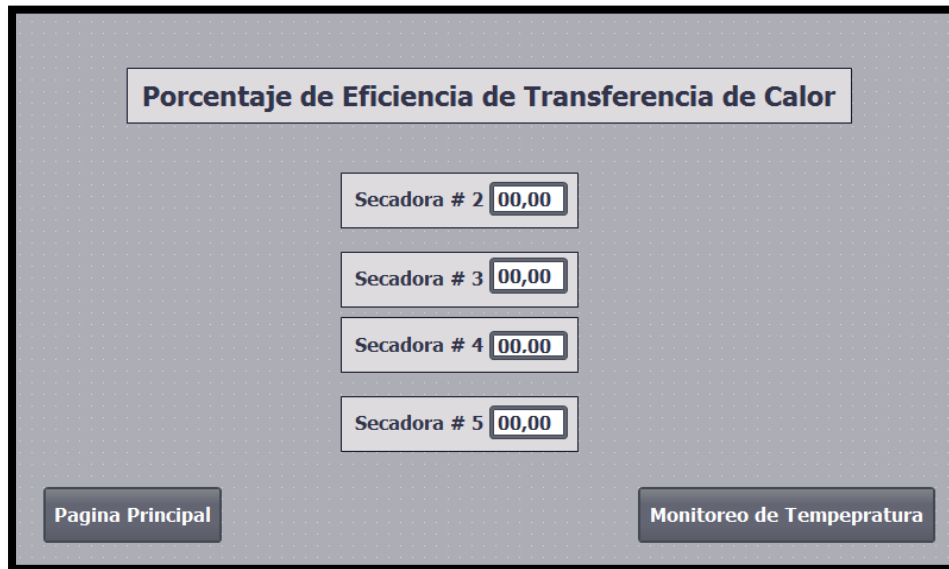 Porcentaje de Eficiencia de Transferencia de Calor
Secadora # 2 00,00
Secadora # 3 00,00
Secadora # 4 00,00
Secadora # 5 00,00
Pagina Principal
Monitoreo de Tempepratura